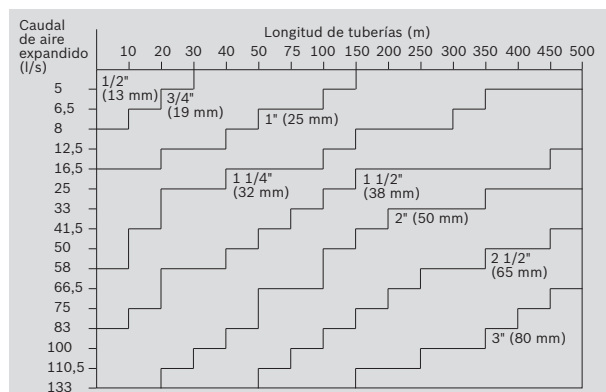 Caudal
de aire
expandido
(l/s)
Longitud de tuberías (m)
10 20 30 40 50 75 100 150 200 250 300 350 400 450 500
1/2"
(13 mm)
5
3/4"
(19 mm)
6,5
1" (25 mm)
8
12,5
16,5
1 1/4"
(32 mm)
1 1/2"
(38 mm)
25
33
2" (50 mm)
41,5
50
2 1/2"
(65 mm)
58
66,5
75
83
3" (80 mm)
100
110,5
133